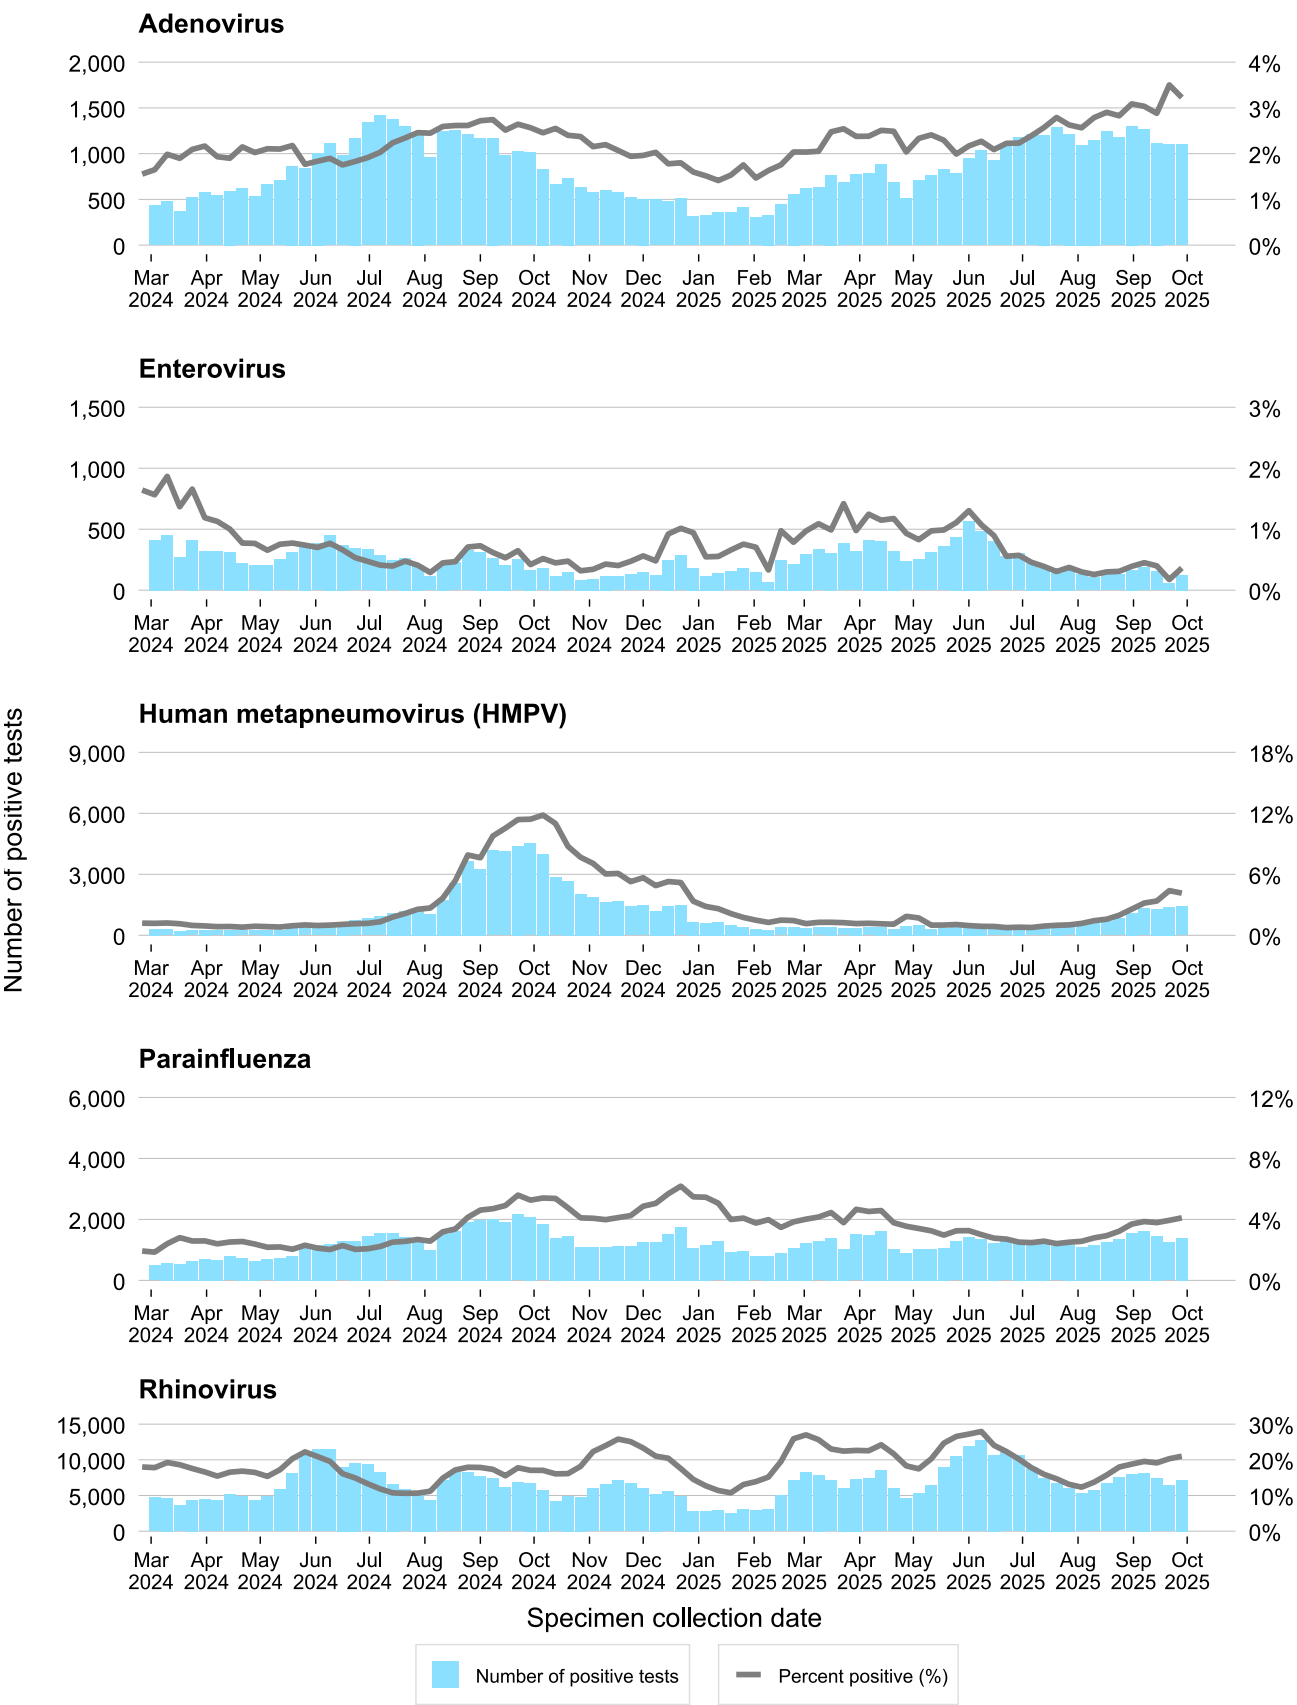 Adenovirus
2,000 4%
1,500 3%
1,000 2%
500 1%
0 0%
Mar Apr May Jun Jul Aug Sep Oct Nov Dec Jan Feb Mar Apr May Jun Jul Aug Sep Oct
2024 2024 2024 2024 2024 2024 2024 2024 2024 2024 2025 2025 2025 2025 2025 2025 2025 2025 2025 2025
Enterovirus
1,500 3%
1,000 2%
500 1%
0 0%
Mar Apr May Jun Jul Aug Sep Oct Nov Dec Jan Feb Mar Apr May Jun Jul Aug Sep Oct
2024 2024 2024 2024 2024 2024 2024 2024 2024 2024 2025 2025 2025 2025 2025 2025 2025 2025 2025 2025
Number of positive tests
Human metapneumovirus (HMPV)
9,000 18%
6,000 12%
3,000 6%
0 0%
Mar Apr May Jun Jul Aug Sep Oct Nov Dec Jan Feb Mar Apr May Jun Jul Aug Sep Oct
2024 2024 2024 2024 2024 2024 2024 2024 2024 2024 2025 2025 2025 2025 2025 2025 2025 2025 2025 2025
Parainfluenza
6,000 12%
4,000 8%
2,000 4%
0 0%
Mar Apr May Jun Jul Aug Sep Oct Nov Dec Jan Feb Mar Apr May Jun Jul Aug Sep Oct
2024 2024 2024 2024 2024 2024 2024 2024 2024 2024 2025 2025 2025 2025 2025 2025 2025 2025 2025 2025
Rhinovirus
15,000 30%
10,000 20%
5,000 10%
0 0%
Mar Apr May Jun Jul Aug Sep Oct Nov Dec Jan Feb Mar Apr May Jun Jul Aug Sep Oct
2024 2024 2024 2024 2024 2024 2024 2024 2024 2024 2025 2025 2025 2025 2025 2025 2025 2025 2025 2025
Specimen collection date
Number of positive tests Percent positive (%)